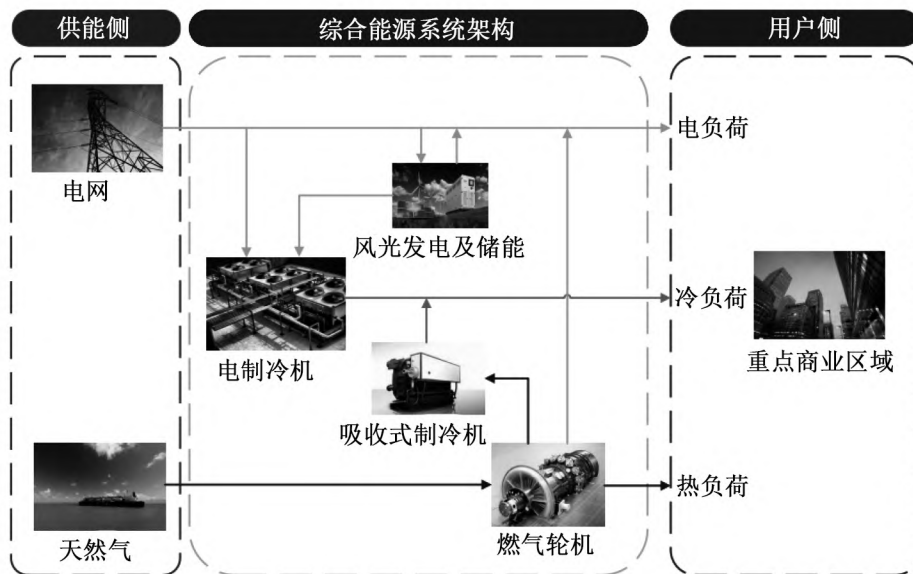 供能侧
综合能源系统架构
用户侧
电网
电负荷
风光发电及储能
冷负荷
电制冷机
重点商业区域
吸收式制冷机
热负荷
天然气
燃气轮机